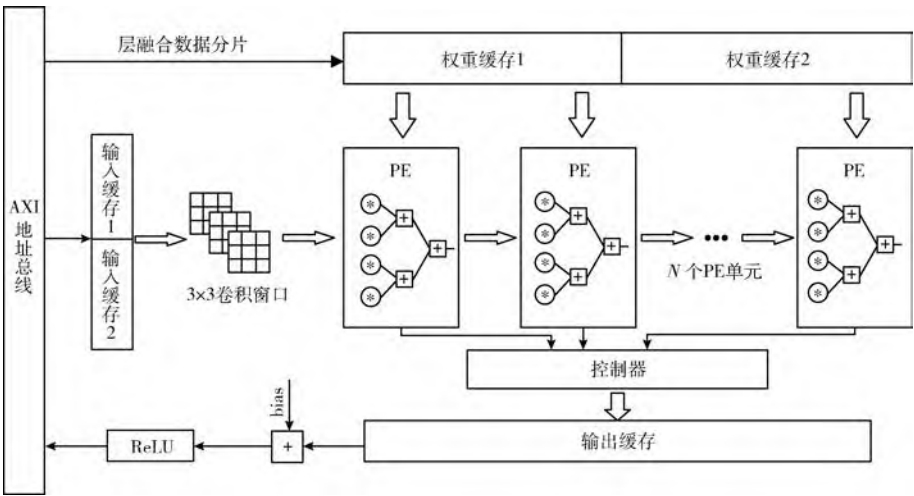 层融合数据分片
权重缓存1
权重缓存2
AXI
地址总线
输入缓存1
输入缓存2
3×3卷积窗口
PE
*
*
*
*
+
+
+
PE
*
*
*
*
+
+
+
•••
N 个PE单元
PE
*
*
*
*
+
+
+
控制器
输出缓存
bias
+
ReLU